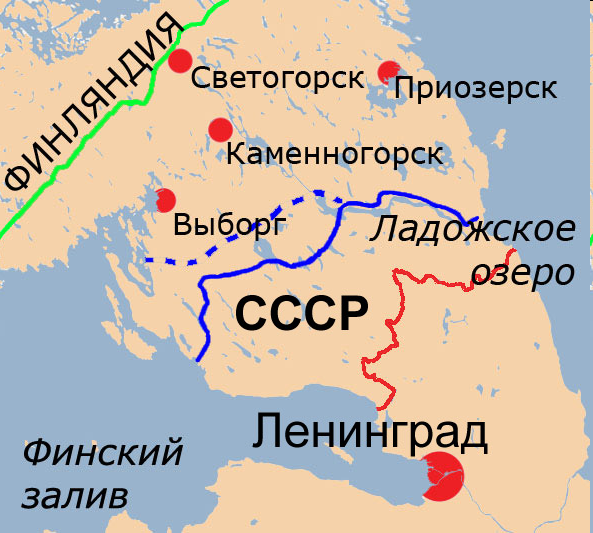 ФИНЛЯНДИЯ
Светогорск
Приозерск
Каменногорск
Выборг
Ладожское
озеро
СССР
Ленинград
Финский
залив